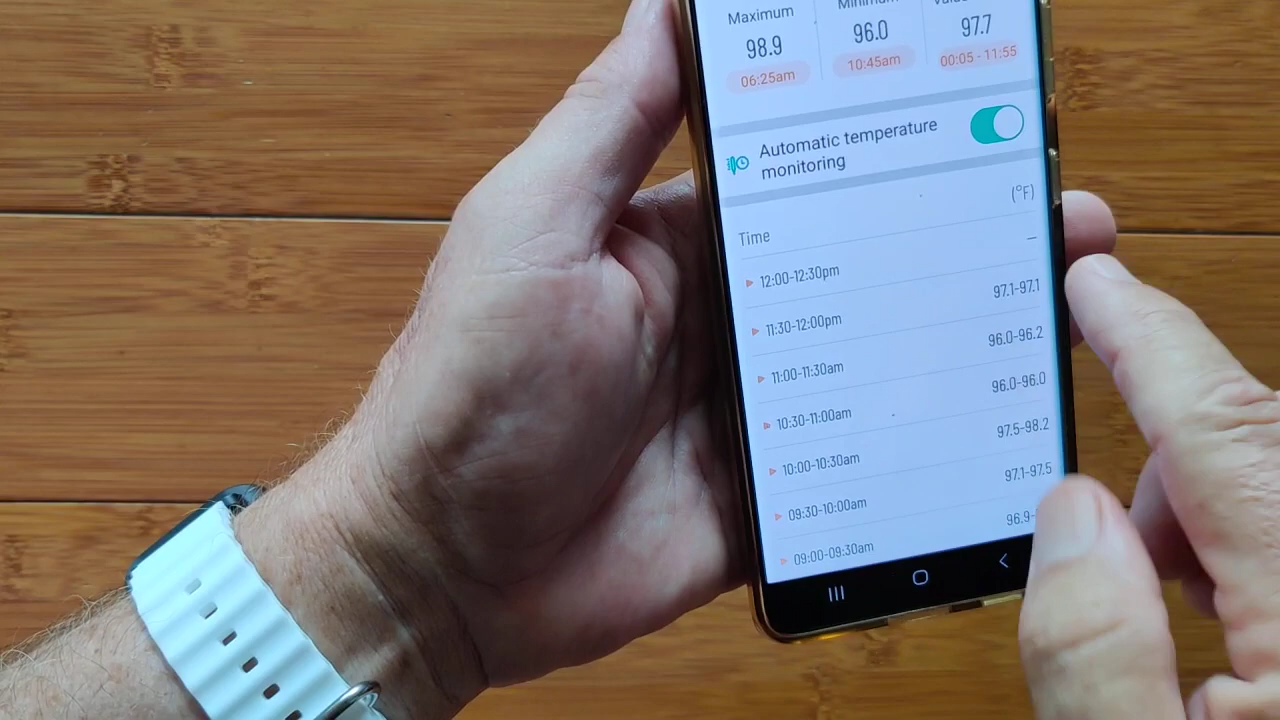 Maximum Minimum
98.9 96.0 97.7
06:25am 10:45am 00:05 - 11:55
Automatic temperature
monitoring
(°F)
Time
12:00-12:30pm –
11:30-12:00pm 97.1-97.1
11:00-11:30am 96.0-96.2
10:30-11:00am 96.0-96.0
10:00-10:30am 97.5-98.2
09:30-10:00am 97.1-97.5
09:00-09:30am 96.9-